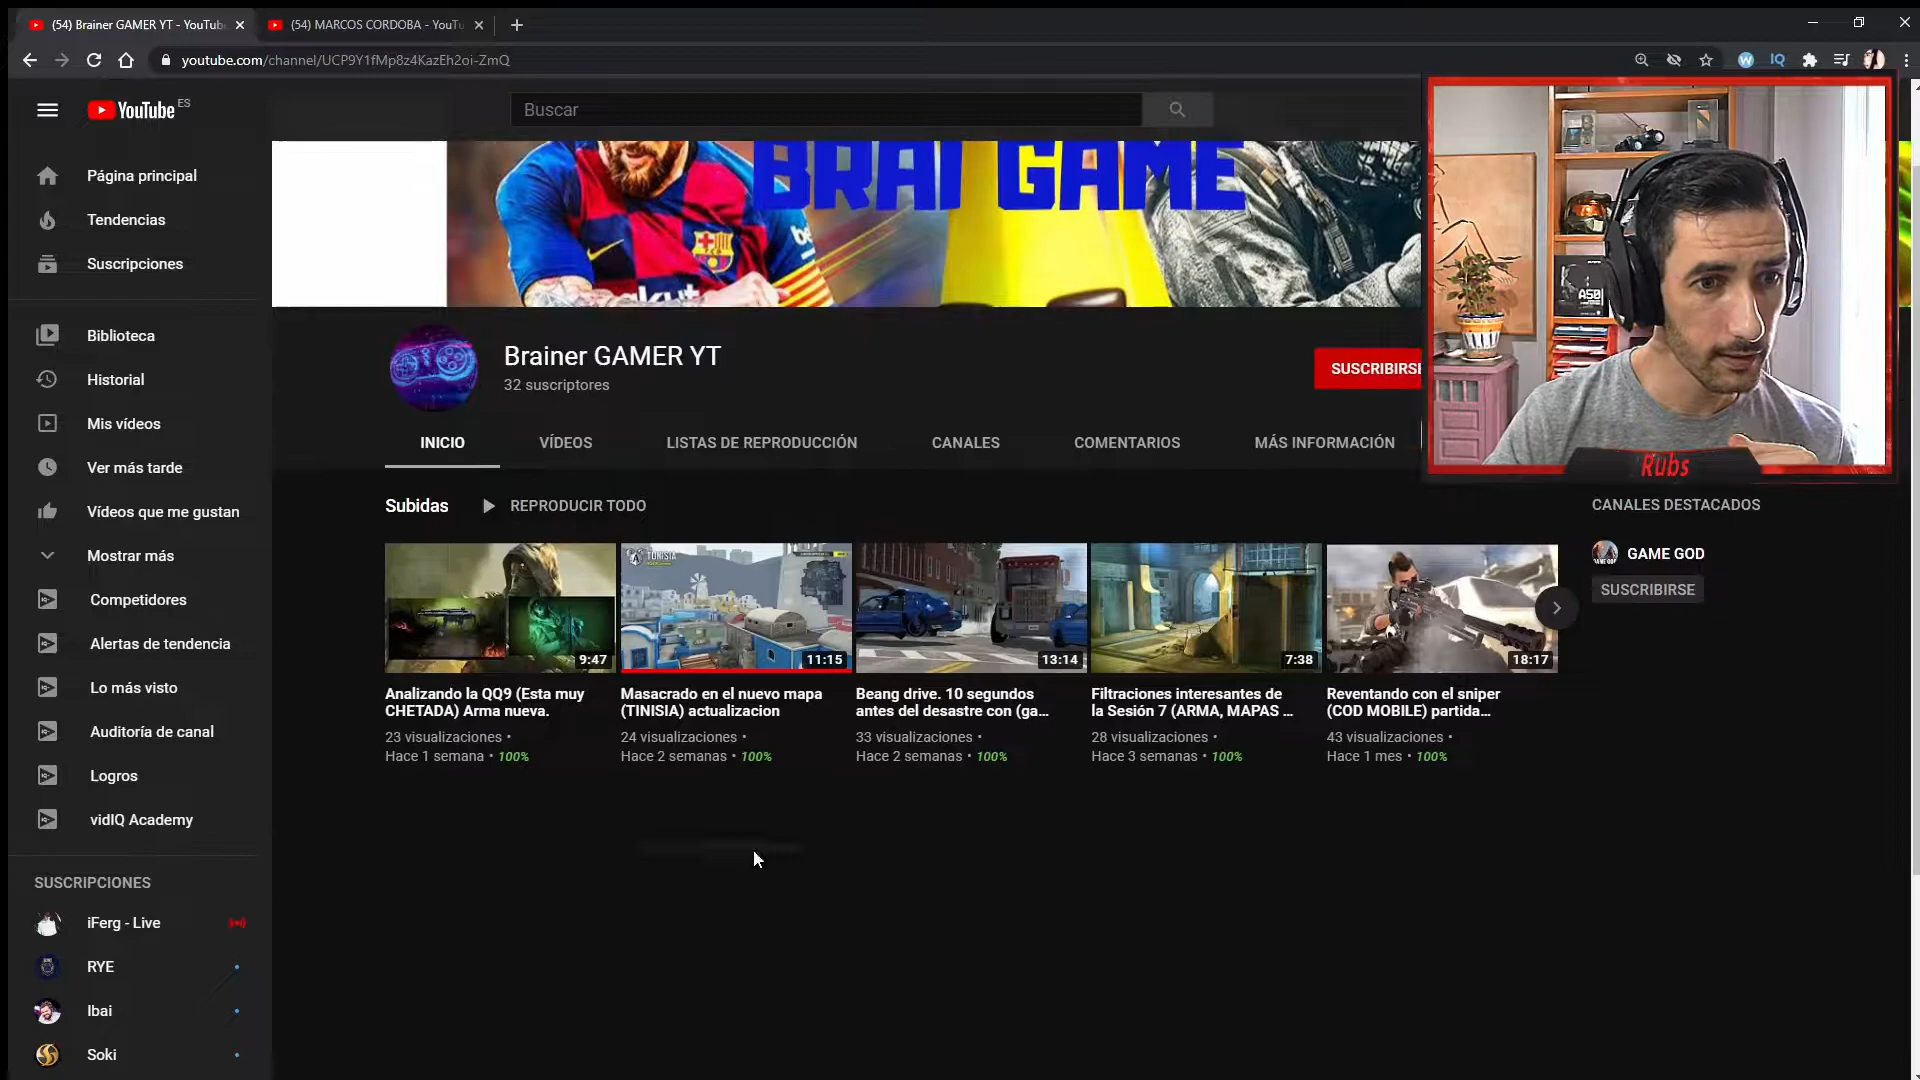 (54) Brainer GAMER YT - YouTub
(54) MARCOS CORDOBA - YouTu
youtube.com/channel/UCP9Y1fMp8z4KazEh2oi-ZmQ
W
IQ
YouTube ES
Buscar
BRAI GAME
Página principal
Tendencias
Suscripciones
Biblioteca
Historial
Mis vídeos
Ver más tarde
Vídeos que me gustan
Mostrar más
Competidores
Alertas de tendencia
Lo más visto
Auditoría de canal
Logros
vidIQ Academy
SUSCRIPCIONES
iFerg - Live
RYE
Ibai
Soki
Brainer GAMER YT
32 suscriptores
SUSCRIBIRSE
INICIO
VÍDEOS
LISTAS DE REPRODUCCIÓN
CANALES
COMENTARIOS
MÁS INFORMACIÓN
A50
Rubs
Subidas
REPRODUCIR TODO
9:47
Analizando la QQ9 (Esta muy
CHETADA) Arma nueva.
23 visualizaciones •
Hace 1 semana • 100%
TUNISIA
11:15
Masacrado en el nuevo mapa
(TINISIA) actualizacion
24 visualizaciones •
Hace 2 semanas • 100%
13:14
Beang drive. 10 segundos
antes del desastre con (ga...
33 visualizaciones •
Hace 2 semanas • 100%
7:38
Filtraciones interesantes de
la Sesión 7 (ARMA, MAPAS ...
28 visualizaciones •
Hace 3 semanas • 100%
18:17
Reventando con el sniper
(COD MOBILE) partida...
43 visualizaciones •
Hace 1 mes • 100%
CANALES DESTACADOS
GAME GOD
SUSCRIBIRSE